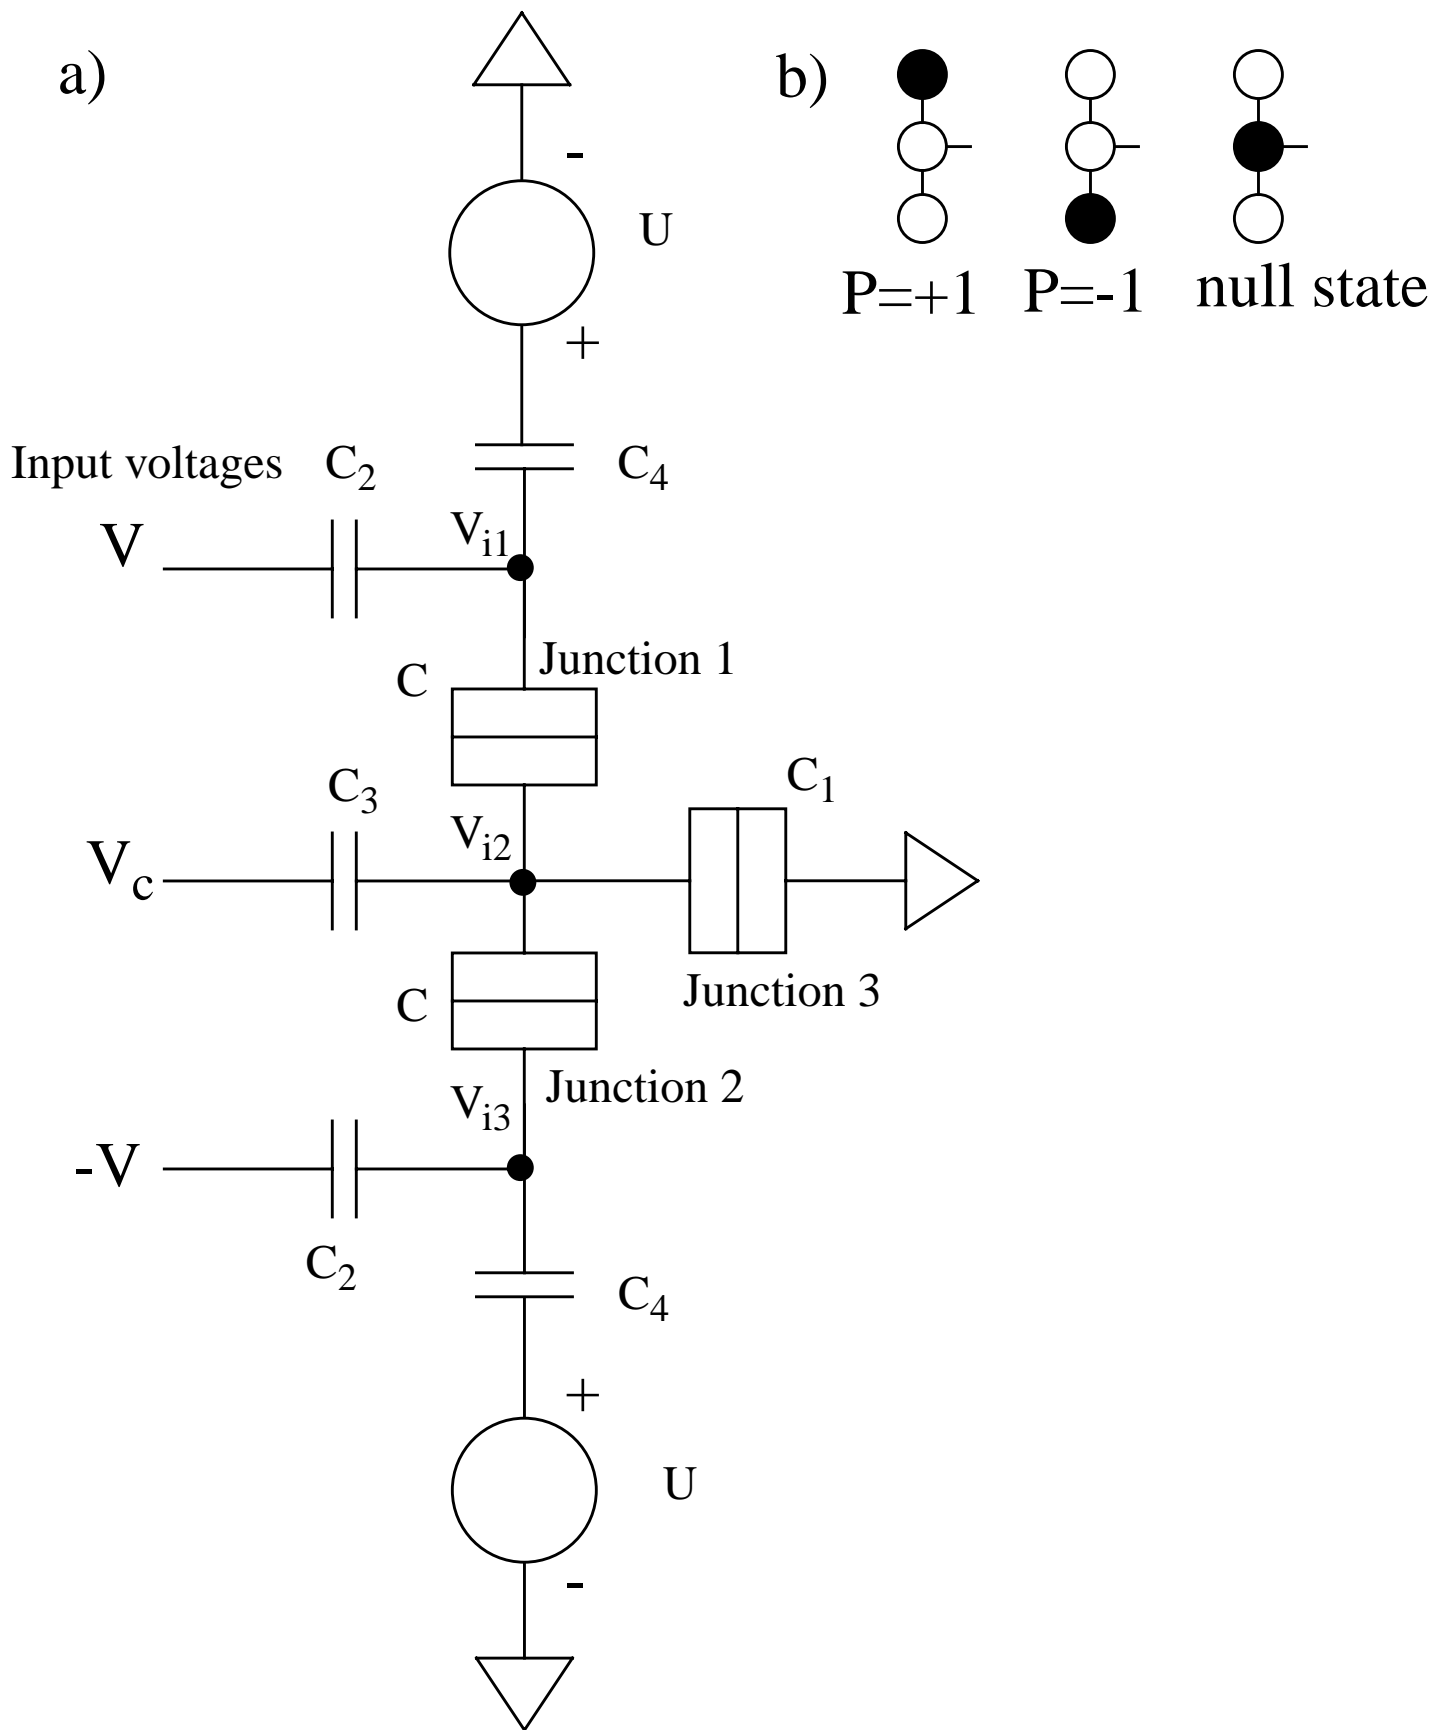 a)
b)
-
U
+
P=+1
P=-1
null state
Input voltages
C2
C4
V
Vi1
Junction 1
C
C3
C1
Vi2
Vc
C
Junction 3
Junction 2
Vi3
-V
C2
C4
+
U
-